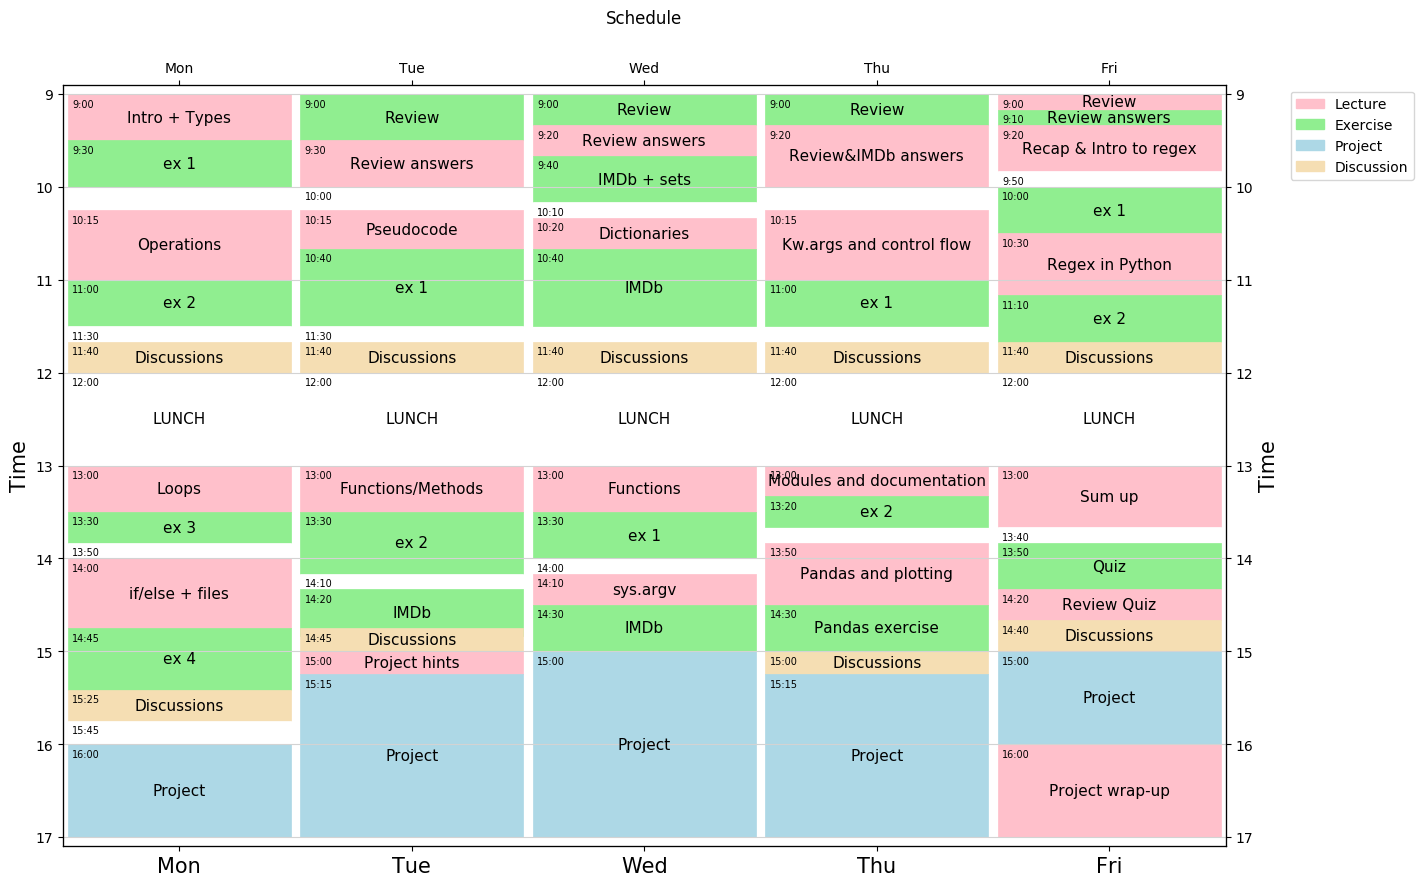 Schedule
Mon Tue Wed Thu Fri
9
10
11
12
13
14
15
16
17
Time
9:00 Intro + Types
9:30 ex 1
10:15 Operations
11:00 ex 2
11:30
11:40 Discussions
12:00
LUNCH
13:00 Loops
13:30 ex 3
13:50
14:00 if/else + files
14:45 ex 4
15:25 Discussions
15:45
16:00 Project
Mon
9:00 Review
9:30 Review answers
10:00
10:15 Pseudocode
10:40 ex 1
11:30
11:40 Discussions
12:00
LUNCH
13:00 Functions/Methods
13:30 ex 2
14:10
14:20 IMDb
14:45 Discussions
15:00 Project hints
15:15 Project
Tue
9:00 Review
9:20 Review answers
9:40 IMDb + sets
10:10
10:20 Dictionaries
10:40 IMDb
11:40 Discussions
12:00
LUNCH
13:00 Functions
13:30 ex 1
14:00
14:10 sys.argv
14:30 IMDb
15:00 Project
Wed
9:00 Review
9:20 Review&IMDb answers
10:15 Kw.args and control flow
11:00 ex 1
11:40 Discussions
12:00
LUNCH
13:00 Modules and documentation
13:20 ex 2
13:50 Pandas and plotting
14:30 Pandas exercise
15:00 Discussions
15:15 Project
Thu
9:00 Review
9:10 Review answers
9:20 Recap & Intro to regex
9:50
10:00 ex 1
10:30 Regex in Python
11:10 ex 2
11:40 Discussions
12:00
LUNCH
13:00 Sum up
13:40
13:50 Quiz
14:20 Review Quiz
14:40 Discussions
15:00 Project
16:00 Project wrap-up
Fri
9
10
11
12
13
14
15
16
17
Time
Lecture
Exercise
Project
Discussion